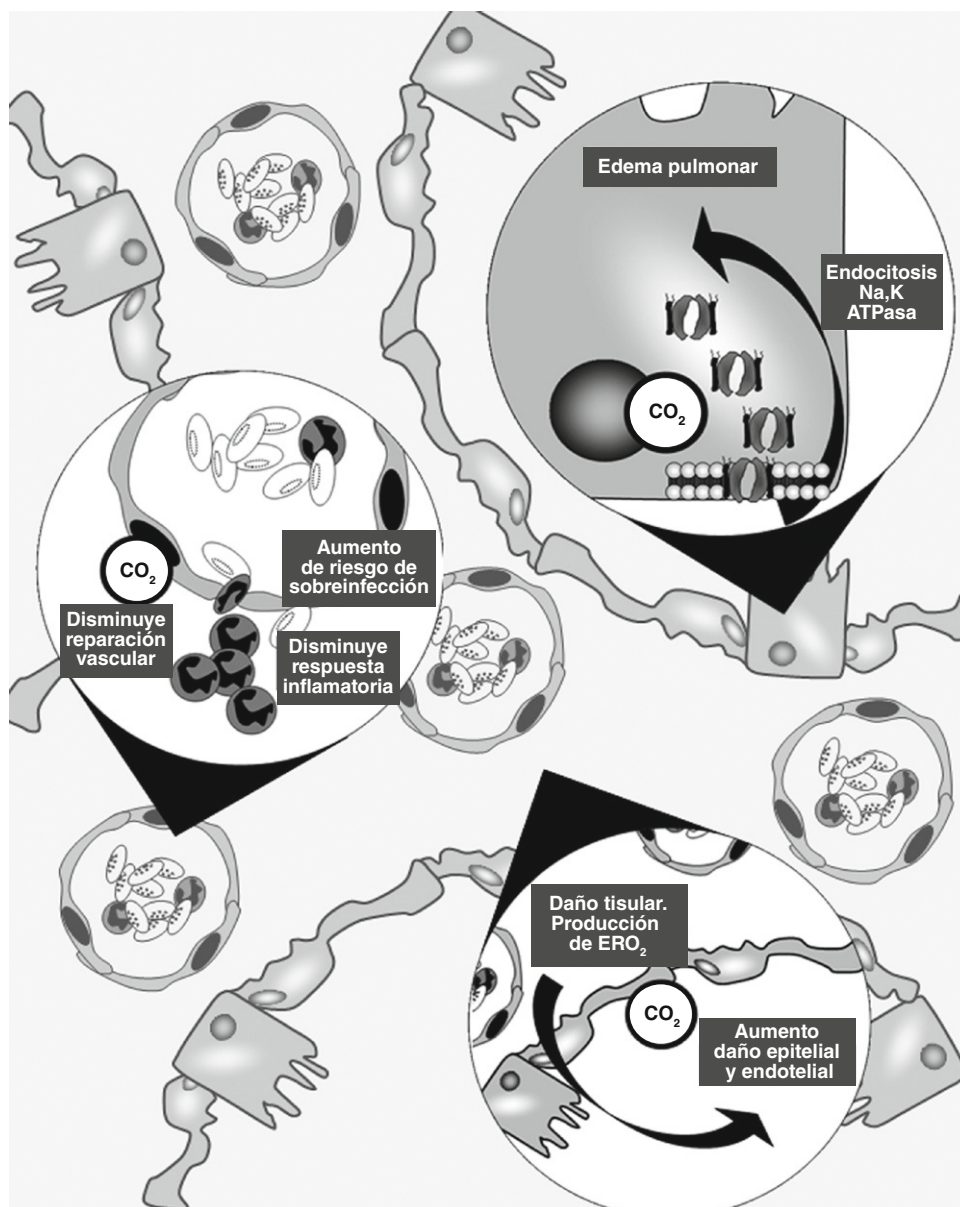 Edema pulmonar
Endocitosis
Na,K
ATPasa
CO₂
CO₂
Aumento
de riesgo de
sobreinfección
Disminuye
reparación
vascular
Disminuye
respuesta
inflamatoria
Daño tisular.
Producción
de ERO₂
CO₂
Aumento
daño epitelial
y endotelial